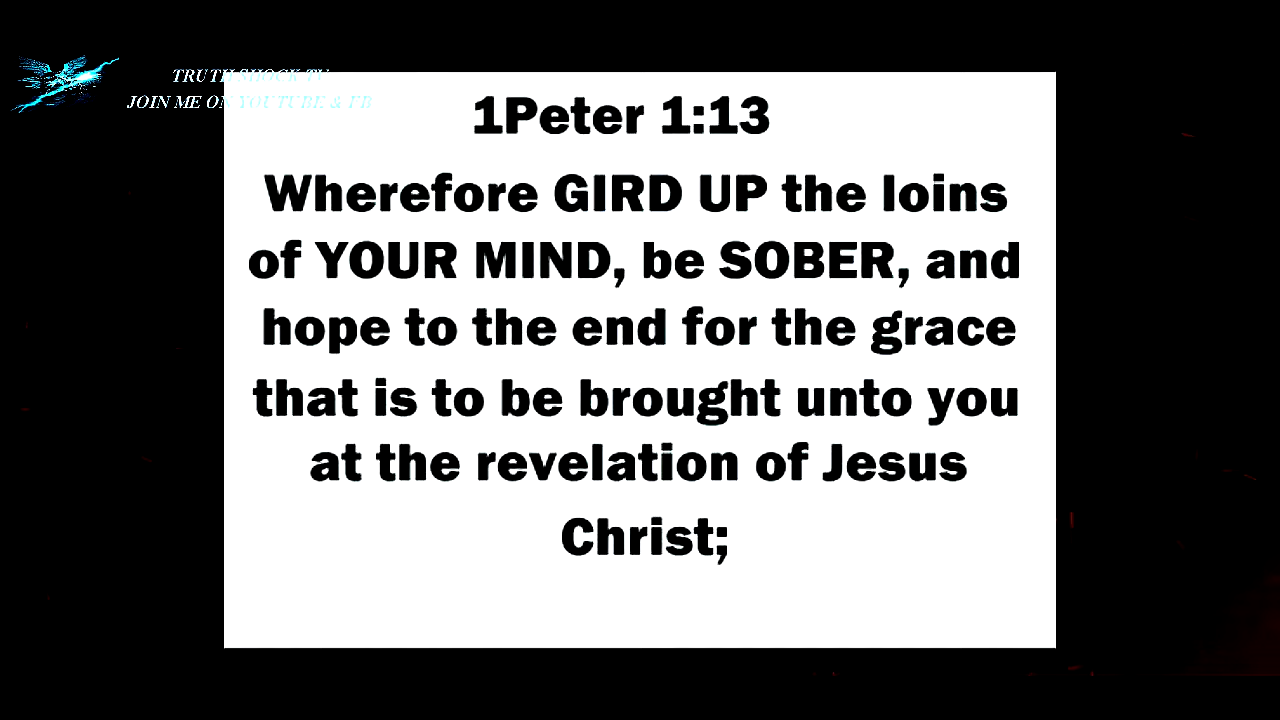 TRUTH SHOCK TV
JOIN ME ON YOUTUBE & FB
1Peter 1:13
Wherefore GIRD UP the loins
of YOUR MIND, be SOBER, and
hope to the end for the grace
that is to be brought unto you
at the revelation of Jesus
Christ;